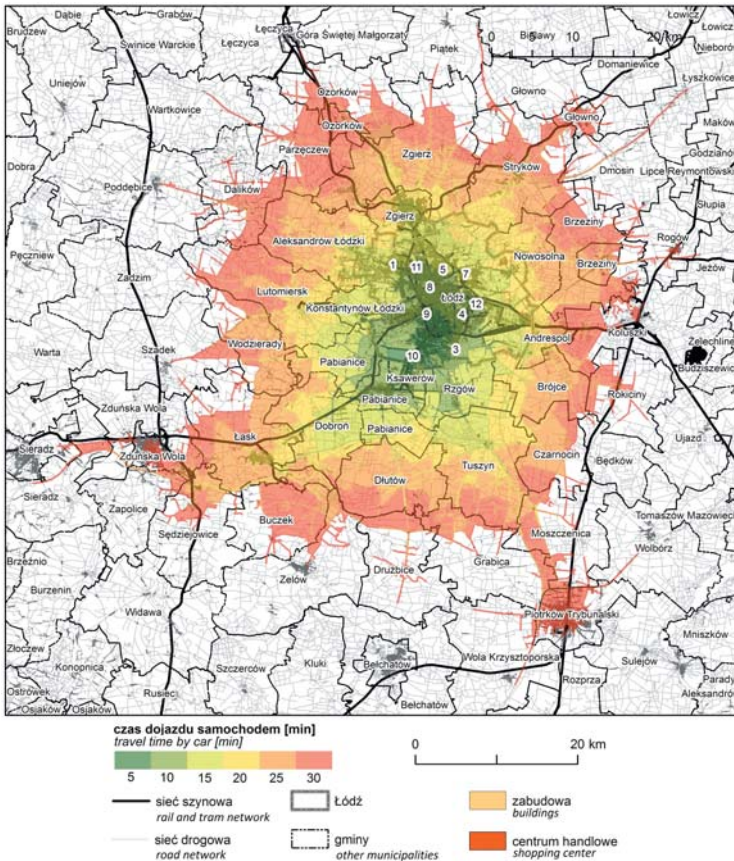 Dąbie
Grabów
Łęczyca
Góra Świętej Małgorzaty
Piątek
Bielawy
Łowicz
Łowicz
Brudzew
Świnice Warckie
Łęczyca
0 5 10 20 km
Nieborów
Domaniewice
Uniejów
Ozorków
Głowno
Łyszkowice
Wartkowice
Ozorków
Głowno
Maków
Parzęczew
Zgierz
Stryków
Godzianów
Dobra
Dmosin
Lipce Reymontowski
Poddębice
Dalików
Zgierz
Brzeziny
Słupia
Aleksandrów Łódzki
Nowosolna
Rogów
Pęczniew
1
11
5
7
Brzeziny
Jeżów
Zadzim
8
Lutomiersk
Konstantynów Łódzki
Łódź
12
9
4
Koluszki
Andrespol
Żelechlinek
Warta
Wodzierady
3
Budziszewice
Szadek
Pabianice
10
Ksawerów
Rzgów
Brójce
Rokiciny
Zduńska Wola
Pabianice
Ujazd
Dobroń
Pabianice
Sieradz
Łask
Zduńska Wola
Czarnocin
Będków
Tuszyn
Sieradz
Dłutów
Zapolice
Buczek
Moszczenica
Tomaszów Mazowiecki
Sędziejowice
Wolbórz
Brzeźnio
Drużbice
Grabica
Zelów
Burzenin
Widawa
Piotrków Trybunalski
Mniszków
Złoczew
Konopnica
Szczerców
Kluki
Bełchatów
Wola Krzysztoporska
Sulejów
Ostrówek
Rusiec
Rozprza
Parady
Osjaków
Osjaków
Bełchatów
Aleksandrów
czas dojazdu samochodem [min]
travel time by car [min]
5 10 15 20 25 30
0 20 km
sieć szynowa
rail and tram network
Łódź
zabudowa
buildings
sieć drogowa
road network
gminy
other municipalities
centrum handlowe
shopping center